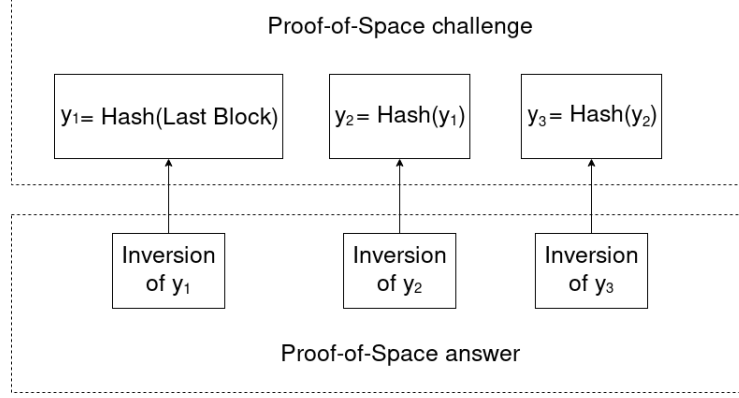 Proof-of-Space challenge
y₁= Hash(Last Block)
y₂= Hash(y₁)
y₃= Hash(y₂)
Inversion
of y₁
Inversion
of y₂
Inversion
of y₃
Proof-of-Space answer